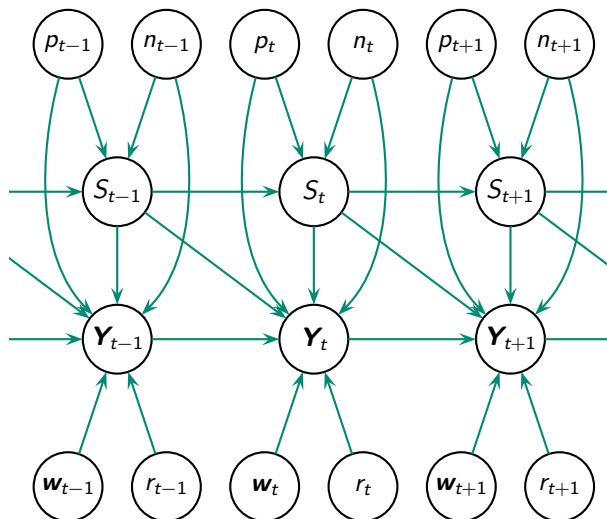 p_{t−1} n_{t−1} p_t n_t p_{t+1} n_{t+1}
S_{t−1} S_t S_{t+1}
Y_{t−1} Y_t Y_{t+1}
w_{t−1} r_{t−1} w_t r_t w_{t+1} r_{t+1}